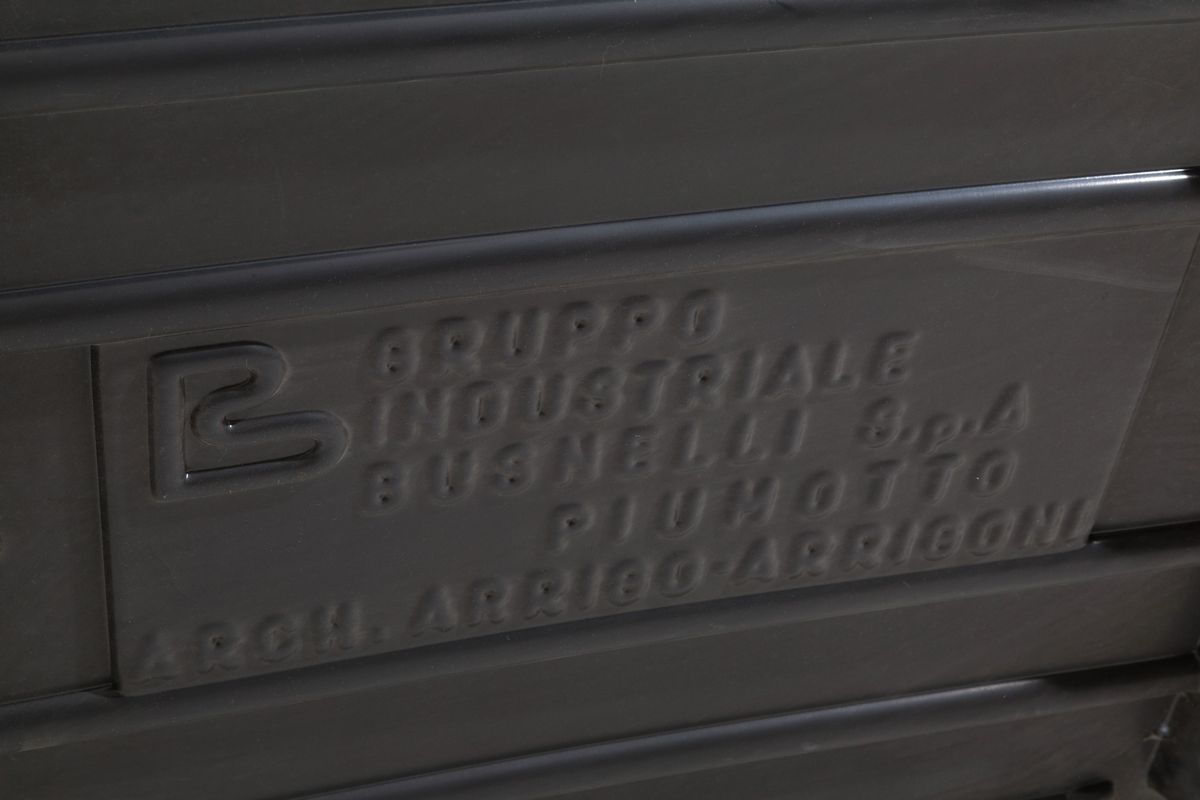 GRUPPO
INDUSTRIALE
BUSNELLI S.p.A
PIUMOTTO
ARCH. ARRIGO-ARRIGONI